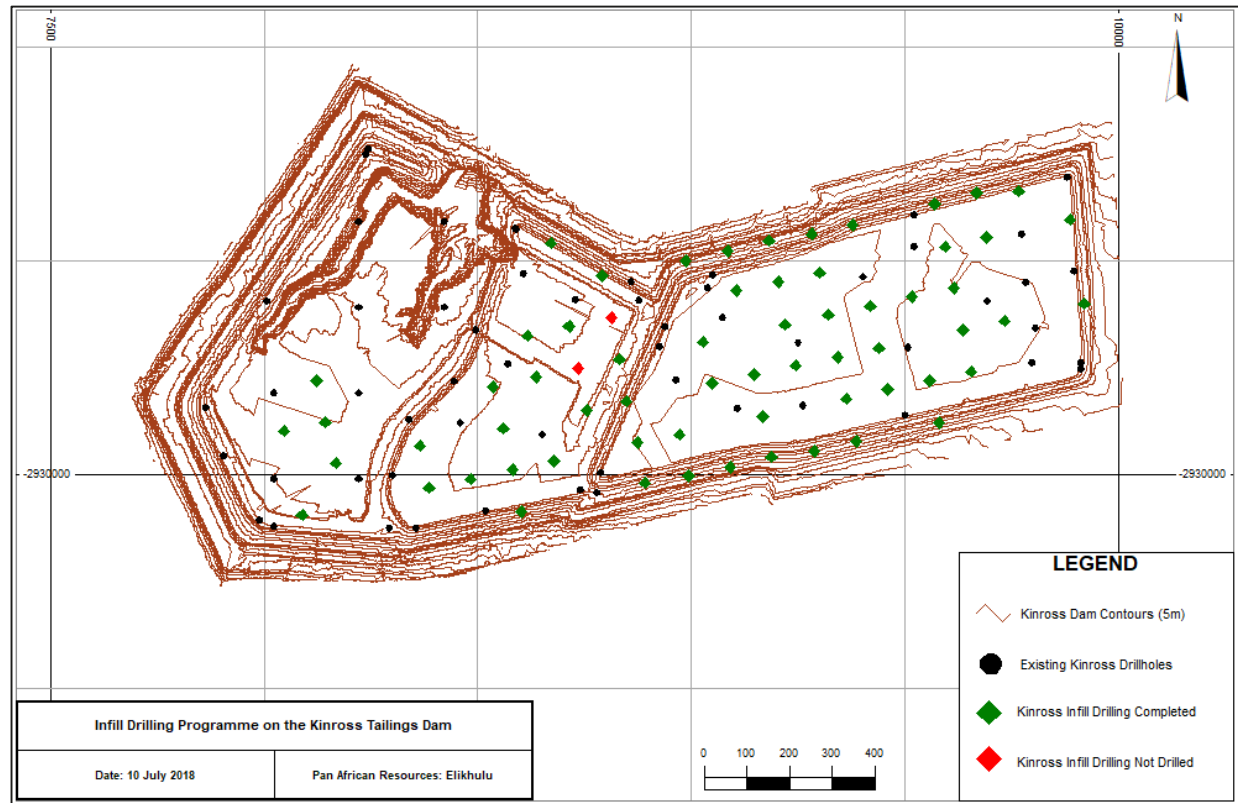 7500
10000
N
-2930000
-2930000
LEGEND
Kinross Dam Contours (5m)
Existing Kinross Drillholes
Kinross Infill Drilling Completed
Kinross Infill Drilling Not Drilled
Infill Drilling Programme on the Kinross Tailings Dam
Date: 10 July 2018
Pan African Resources: Elikhulu
0 100 200 300 400